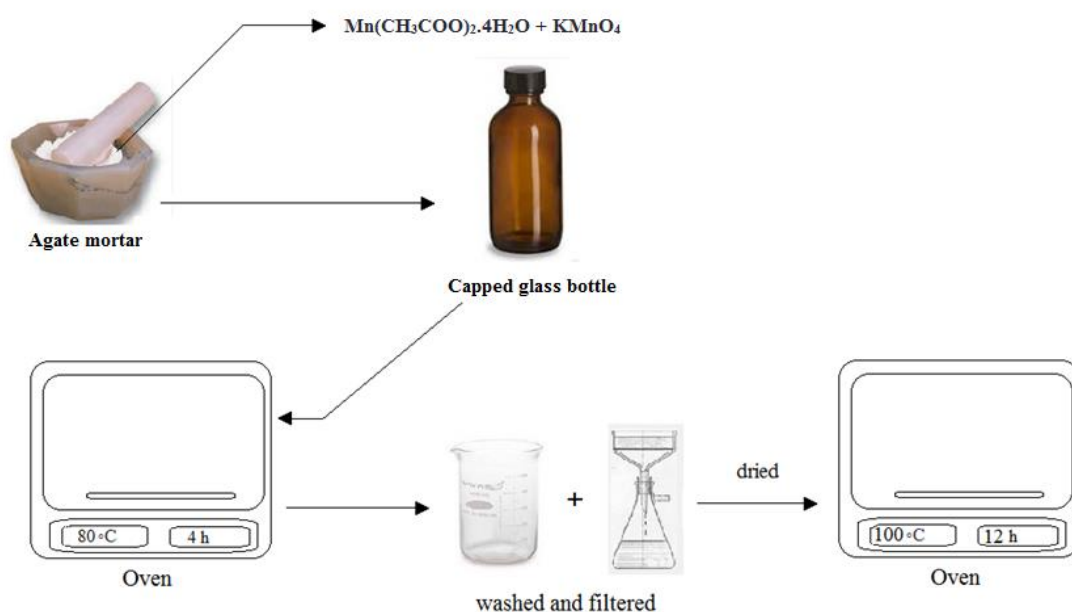 Mn(CH₃COO)₂.4H₂O + KMnO₄
Agate mortar
Capped glass bottle
80 °C
4 h
Oven
+
washed and filtered
dried
100 °C
12 h
Oven